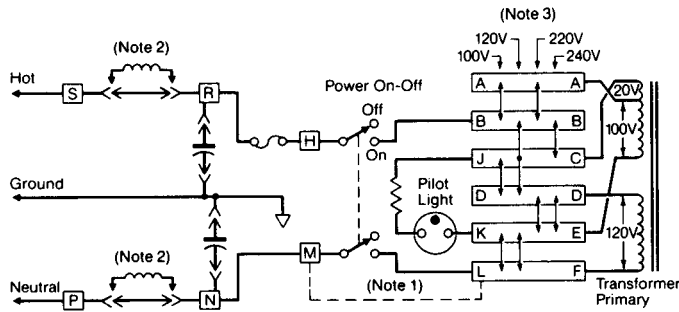 (Note 3)
120V 220V
100V 240V
(Note 2)
Hot
S
R
Power On-Off
Off
On
H
A A
B B
J C
D D
K E
L F
20V
100V
120V
Pilot
Light
Ground
(Note 2)
Neutral
P
N
M
(Note 1)
Transformer
Primary